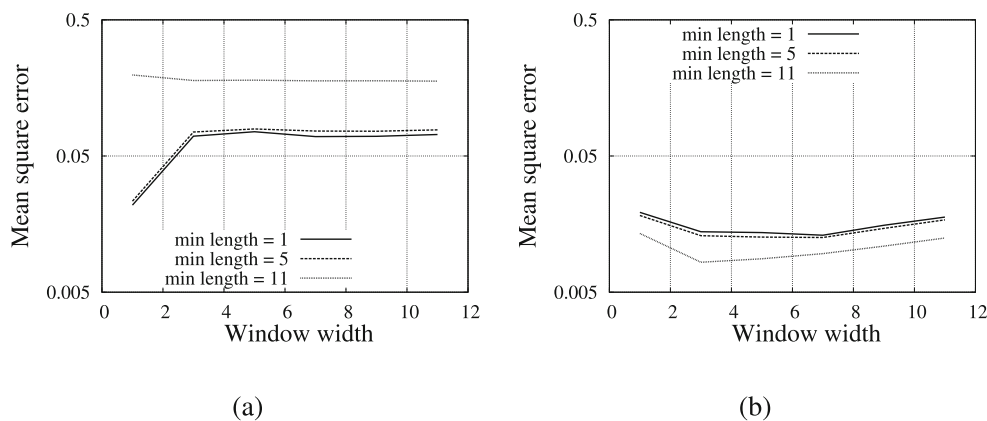 0.5
0.05
0.005
Mean square error
min length = 1
min length = 5
min length = 11
0 2 4 6 8 10 12
Window width
(a)
0.5
0.05
0.005
Mean square error
min length = 1
min length = 5
min length = 11
0 2 4 6 8 10 12
Window width
(b)